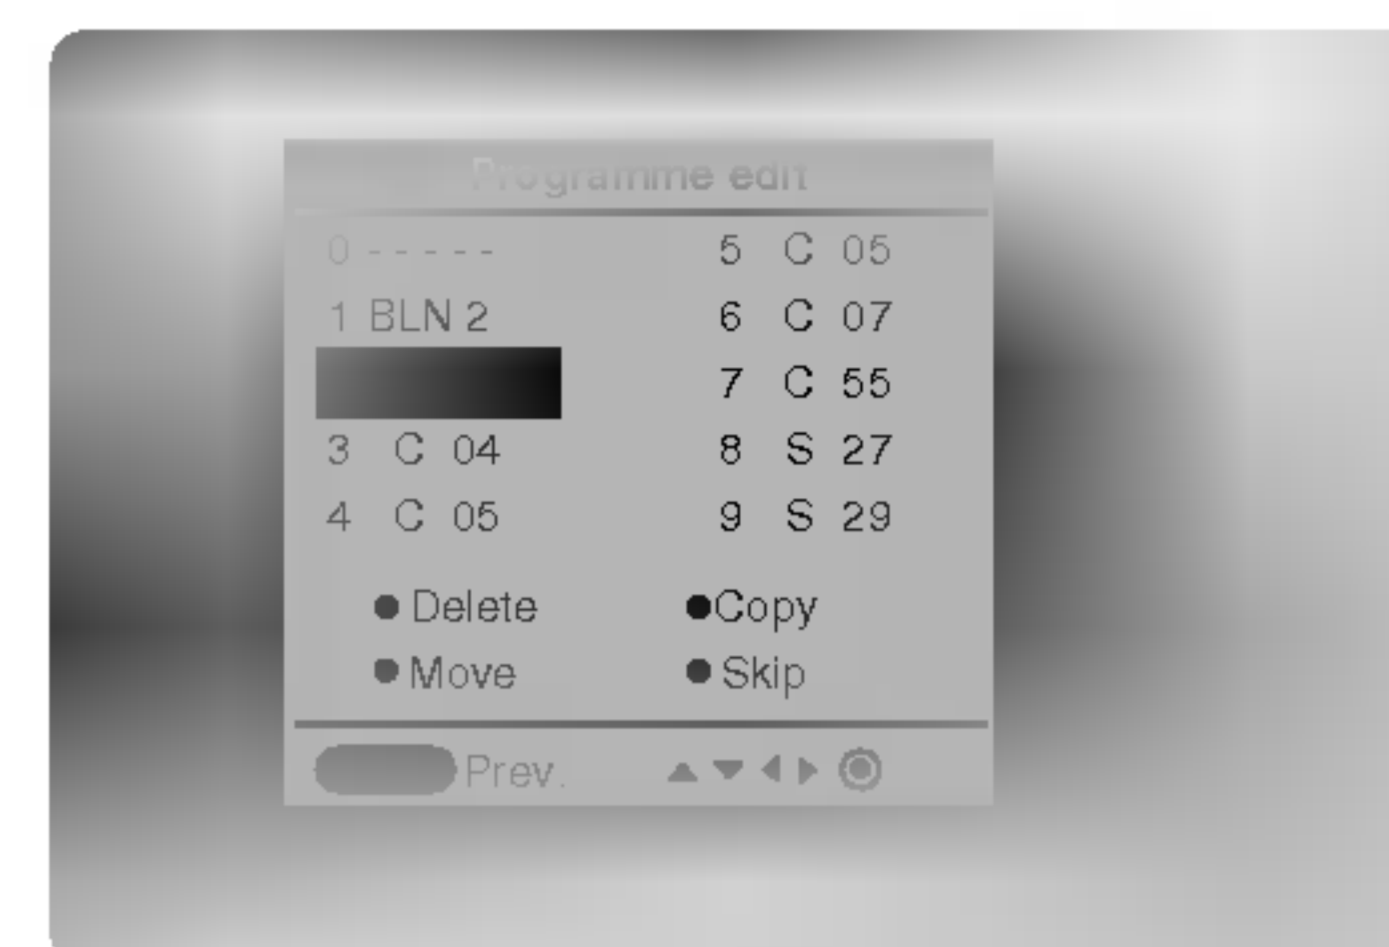 Programme edit
0 - - - - -
1 BLN 2
3 C 04
4 C 05
5 C 05
6 C 07
7 C 55
8 S 27
9 S 29
Delete
Copy
Move
Skip
Prev.